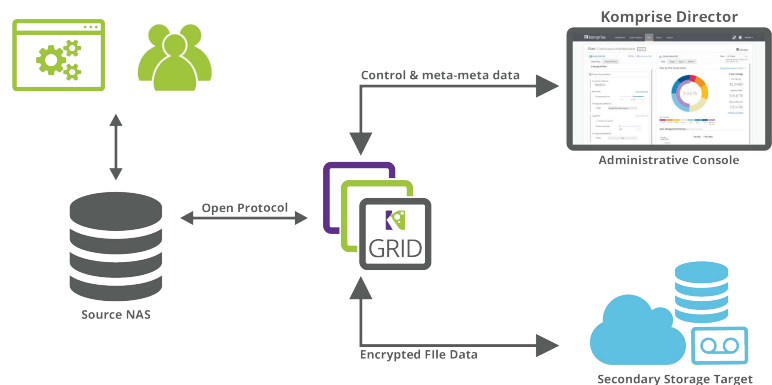 Komprise Director
komprise
Control & meta-meta data
Administrative Console
Open Protocol
GRID
Source NAS
Encrypted FIle Data
Secondary Storage Target